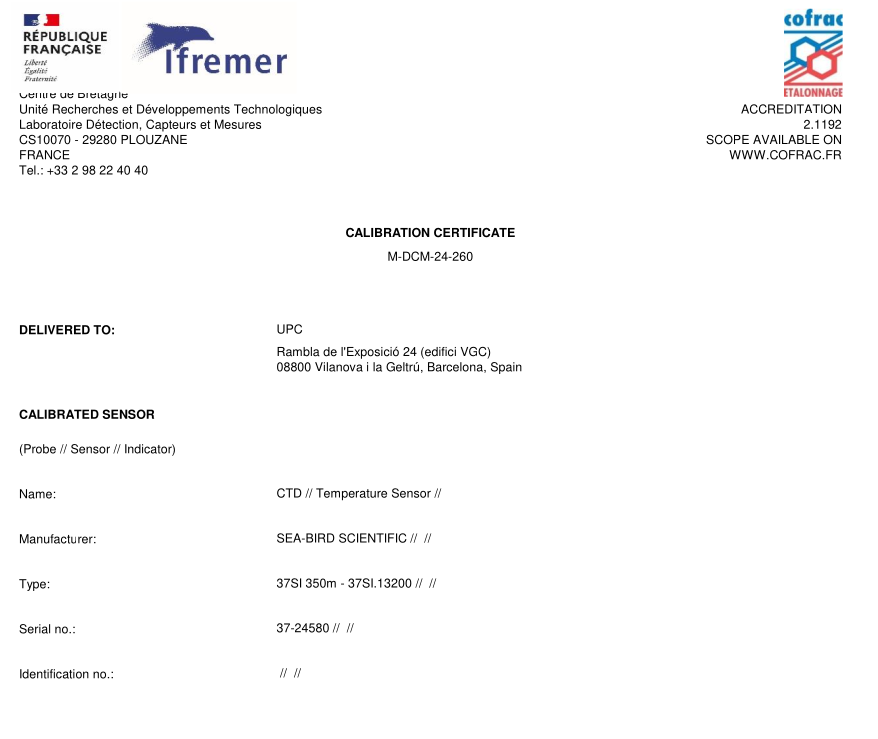 RÉPUBLIQUE
FRANÇAISE
Liberté
Égalité
Fraternité
Ifremer
cofrac
ETALONNAGE
Centre de Bretagne
Unité Recherches et Développements Technologiques
Laboratoire Détection, Capteurs et Mesures
CS10070 - 29280 PLOUZANE
FRANCE
Tel.: +33 2 98 22 40 40
ACCREDITATION
2.1192
SCOPE AVAILABLE ON
WWW.COFRAC.FR
CALIBRATION CERTIFICATE
M-DCM-24-260
DELIVERED TO: UPC
Rambla de l'Exposició 24 (edifici VGC)
08800 Vilanova i la Geltrú, Barcelona, Spain
CALIBRATED SENSOR
(Probe // Sensor // Indicator)
Name: CTD // Temperature Sensor //
Manufacturer: SEA-BIRD SCIENTIFIC // //
Type: 37SI 350m - 37SI.13200 // //
Serial no.: 37-24580 // //
Identification no.: // //